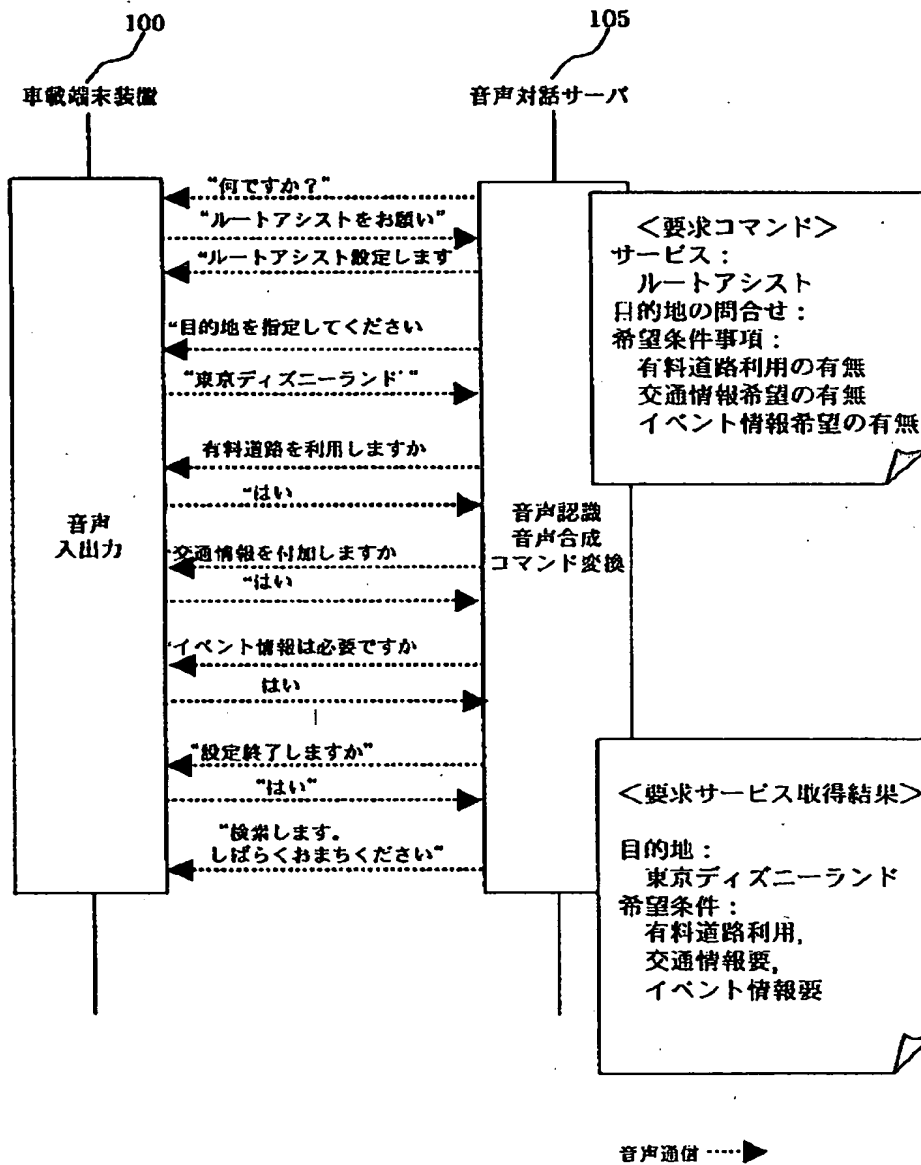 100
105
車載端末装置
音声対話サーバ
“何ですか？”
“ルートアシストをお願い”
“ルートアシスト設定します
“目的地を指定してください
“東京ディズニーランド”
有料道路を利用しますか
“はい
“交通情報を付加しますか
“はい
“イベント情報は必要ですか
はい
“設定終了しますか”
“はい”
“検索します。
しばらくおまちください”
音声
入出力
音声認識
音声合成
コマンド変換
＜要求コマンド＞
サービス：
ルートアシスト
目的地の問合せ：
希望条件事項：
有料道路利用の有無
交通情報希望の有無
イベント情報希望の有無
＜要求サービス取得結果＞
目的地：
東京ディズニーランド
希望条件：
有料道路利用,
交通情報要,
イベント情報要
音声通信